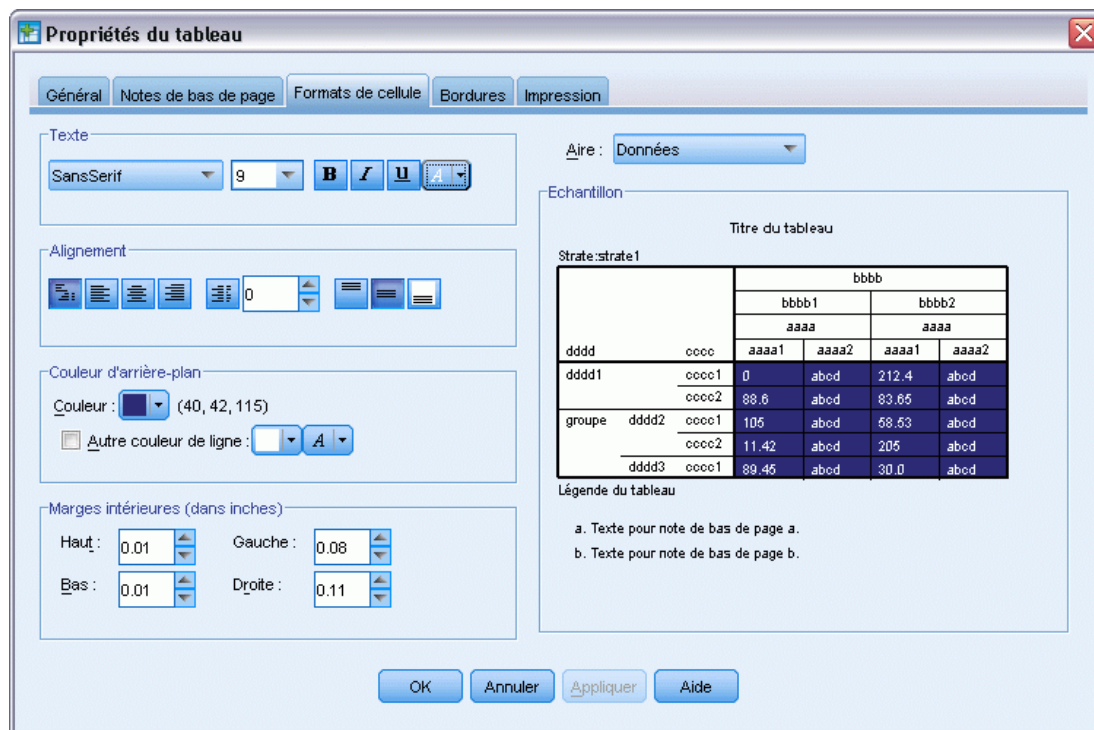 Propriétés du tableau
Général
Notes de bas de page
Formats de cellule
Bordures
Impression
Texte
SansSerif
9
B I U A
Alignement
0
Couleur d'arrière-plan
Couleur : (40, 42, 115)
Autre couleur de ligne : A
Marges intérieures (dans inches)
Haut : 0.01 Gauche : 0.08
Bas : 0.01 Droite : 0.11
Aire : Données
Echantillon
Titre du tableau
Strate:strate1
bbbb
bbbb1 bbbb2
aaaa aaaa
dddd cccc aaaa1 aaaa2 aaaa1 aaaa2
dddd1 cccc1 0 abcd 212.4 abcd
cccc2 88.6 abcd 83.65 abcd
groupe dddd2 cccc1 105 abcd 58.53 abcd
cccc2 11.42 abcd 205 abcd
dddd3 cccc1 89.45 abcd 30.0 abcd
Légende du tableau
a. Texte pour note de bas de page a.
b. Texte pour note de bas de page b.
OK Annuler Appliquer Aide